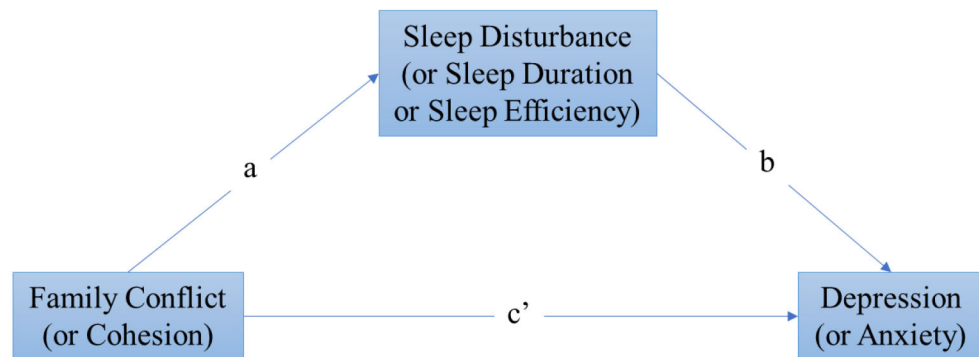 Sleep Disturbance
(or Sleep Duration
or Sleep Efficiency)
a
b
Family Conflict
(or Cohesion)
c’
Depression
(or Anxiety)